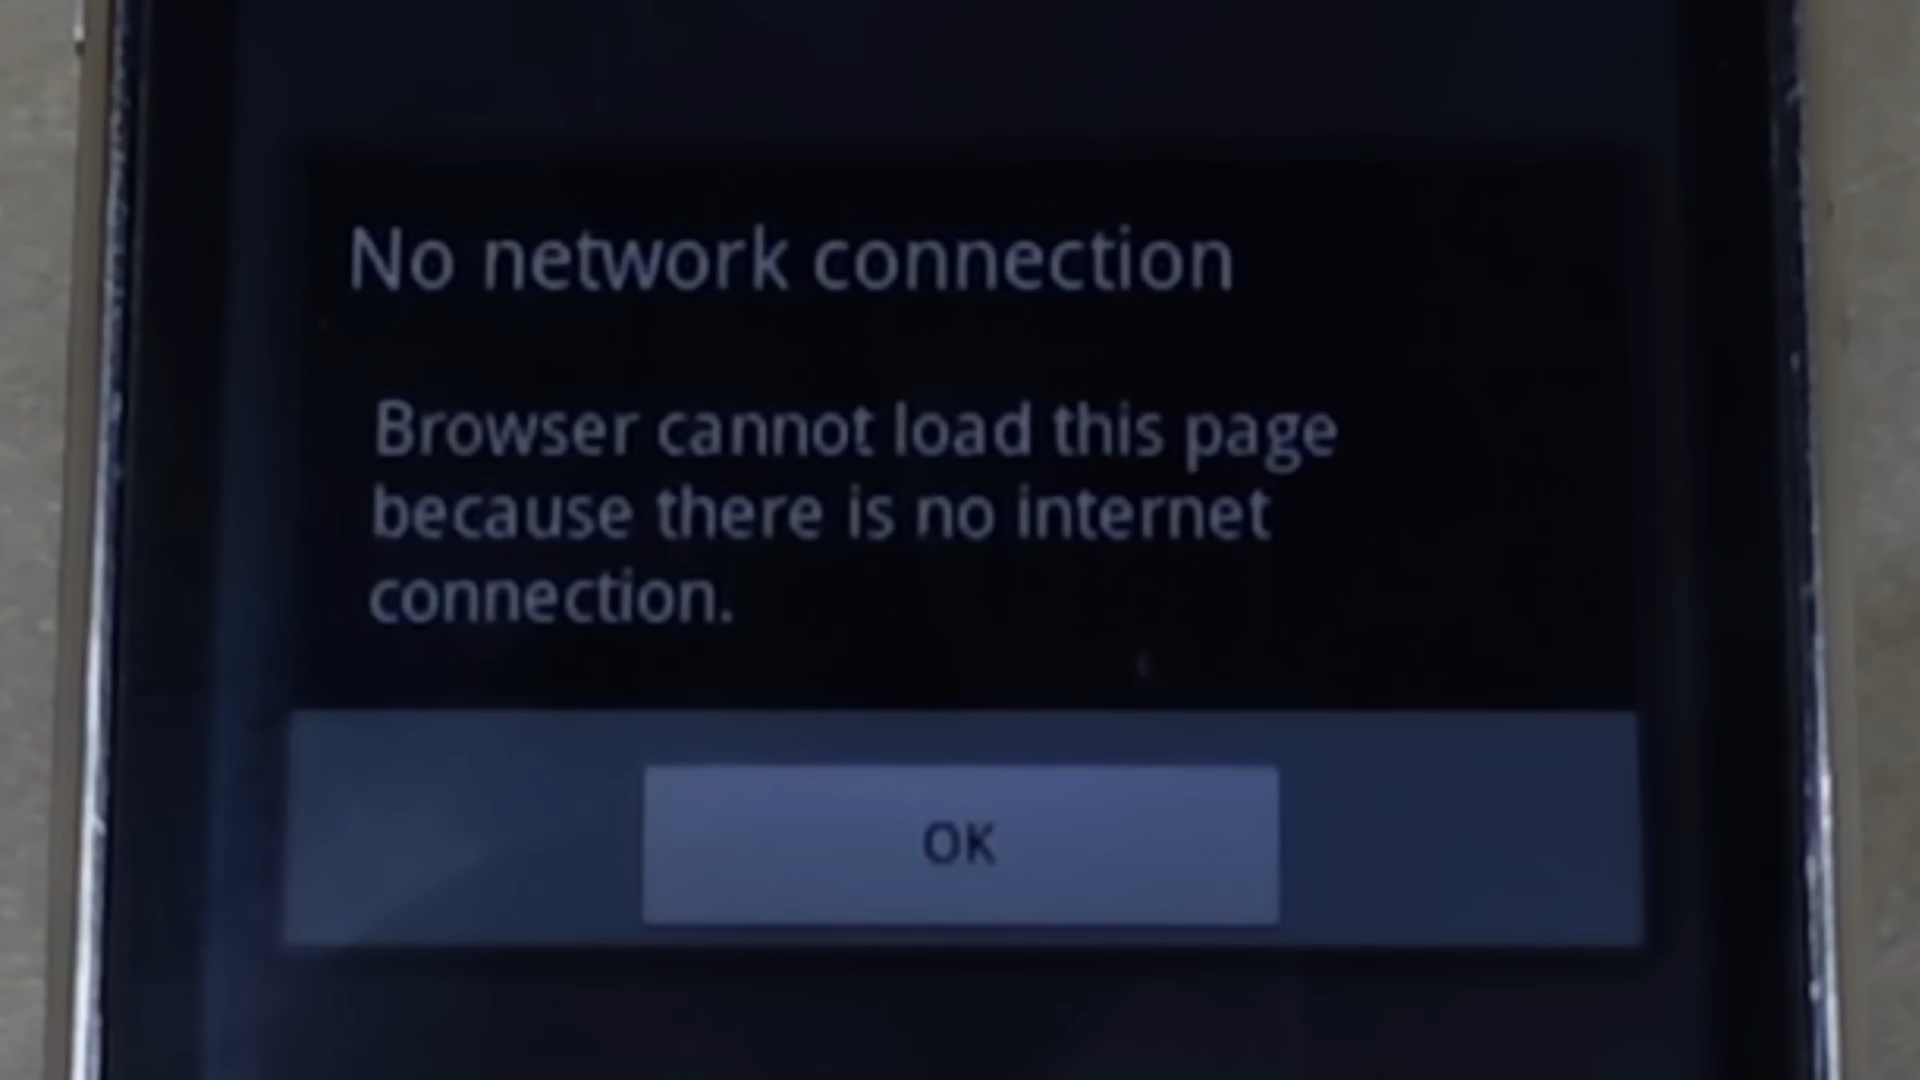 No network connection
Browser cannot load this page
because there is no internet
connection.
OK